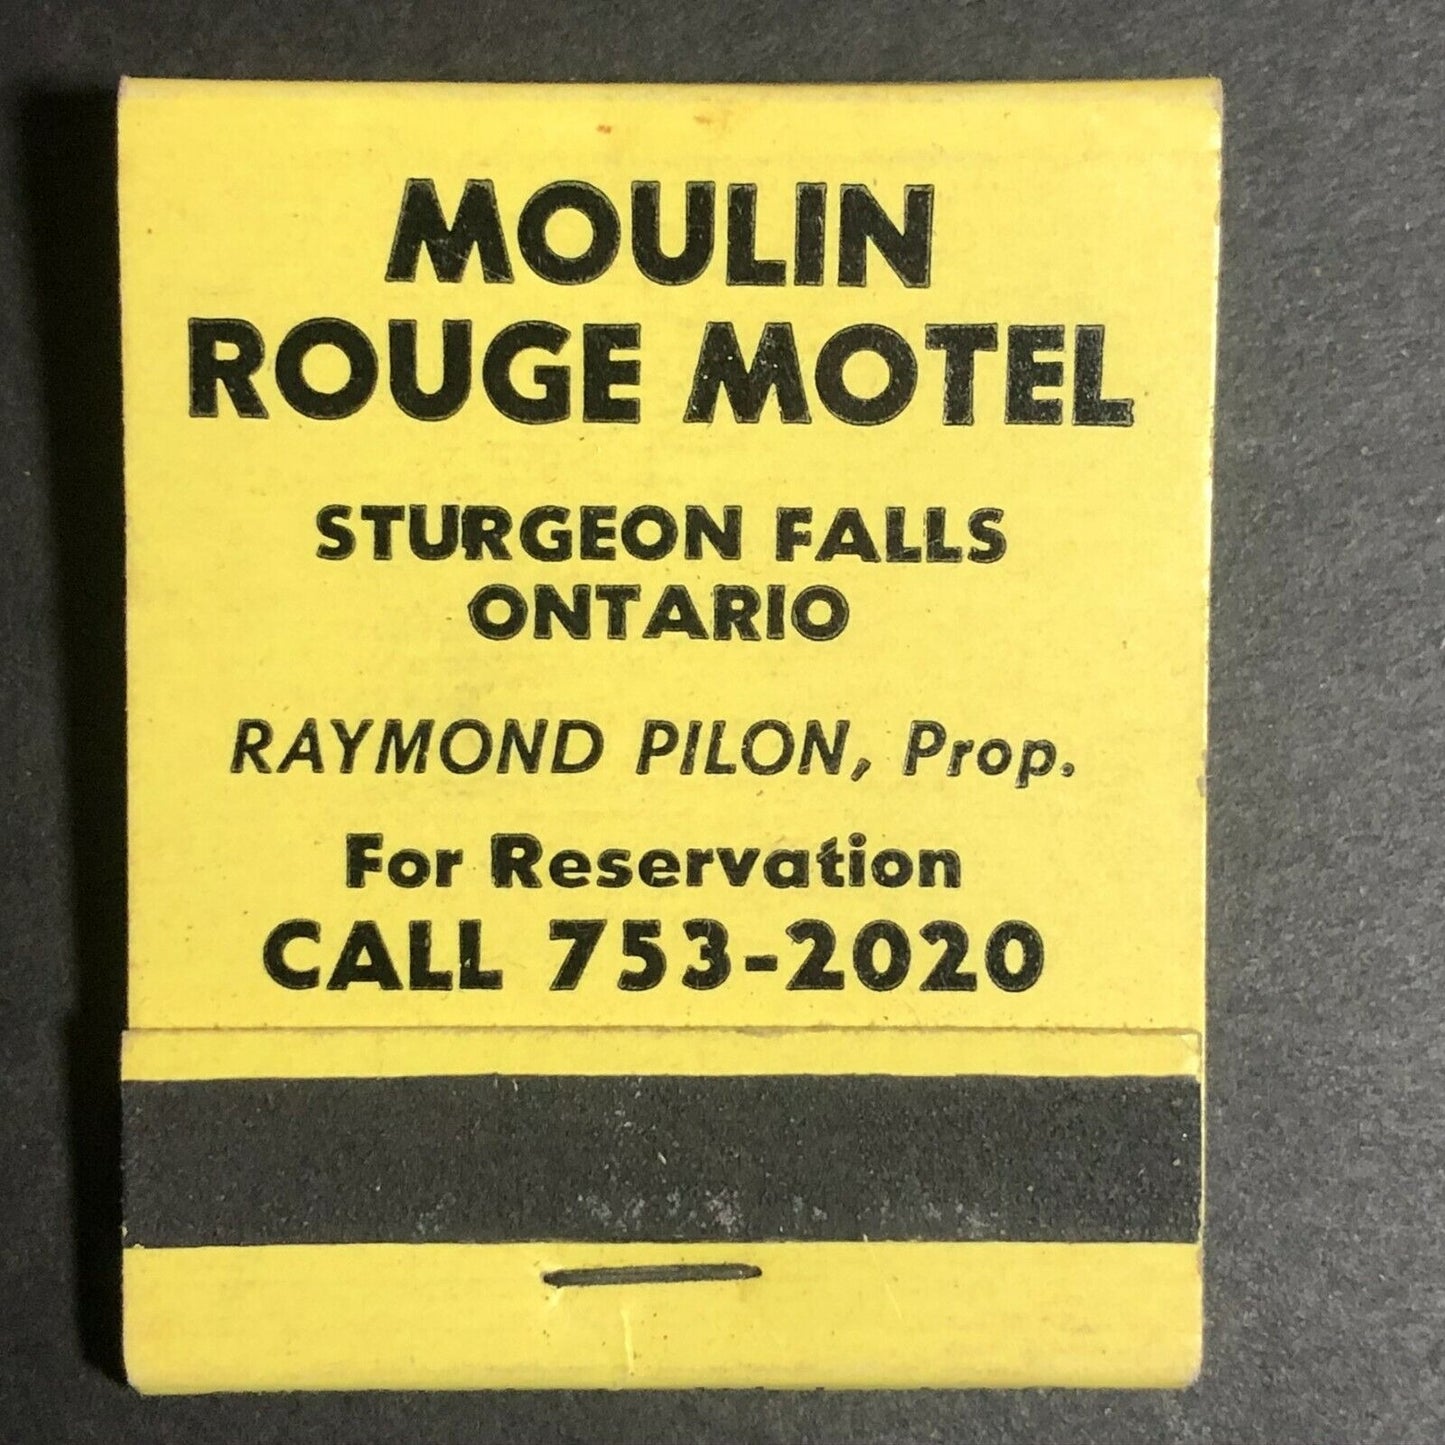 MOULIN
ROUGE MOTEL
STURGEON FALLS
ONTARIO
RAYMOND PILON, Prop.
For Reservation
CALL 753-2020